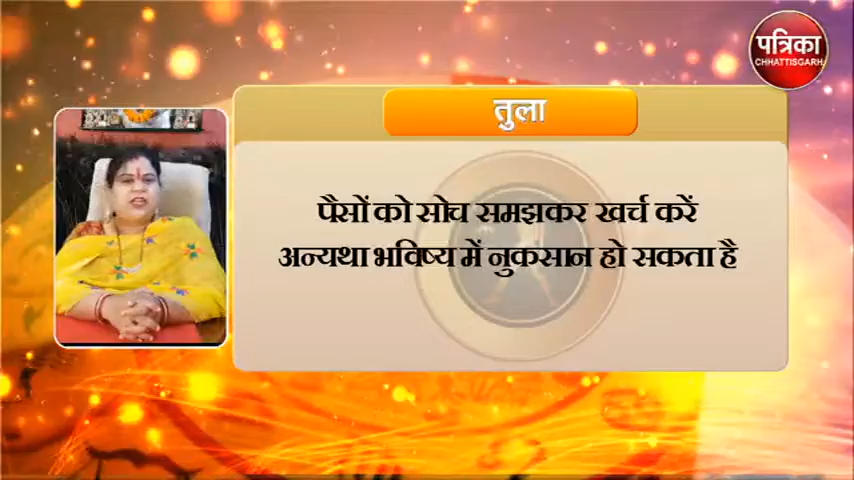 पत्रिका
CHHATTISGARH
तुला
पैसों को सोच समझकर खर्च करें
अन्यथा भविष्य में नुकसान हो सकता है